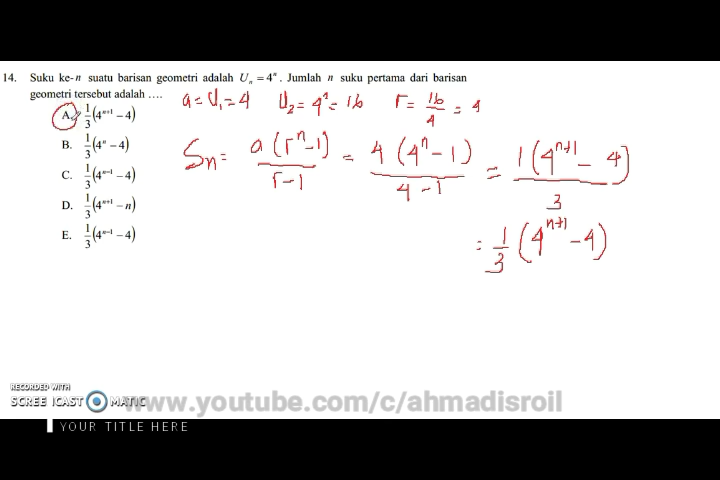 14. Suku ke-n suatu barisan geometri adalah Uₙ = 4ⁿ. Jumlah n suku pertama dari barisan
geometri tersebut adalah ....
a = U₁ = 4 U₂ = 4² = 16 r = 16/4 = 4
A. 1/3(4ⁿ⁺¹ – 4)
B. 1/3(4ⁿ – 4)
C. 1/3(4ⁿ⁻¹ – 4)
D. 1/3(4ⁿ⁺¹ – n)
E. 1/3(4ⁿ⁻¹ – 4)
Sₙ = a(rⁿ – 1)/r – 1 = 4(4ⁿ – 1)/4 – 1 = 1(4ⁿ⁺¹ – 4)/3
= 1/3(4ⁿ⁺¹ – 4)
RECORDED WITH
SCREENCAST MATIC
www.youtube.com/c/ahmadisroil
YOUR TITLE HERE